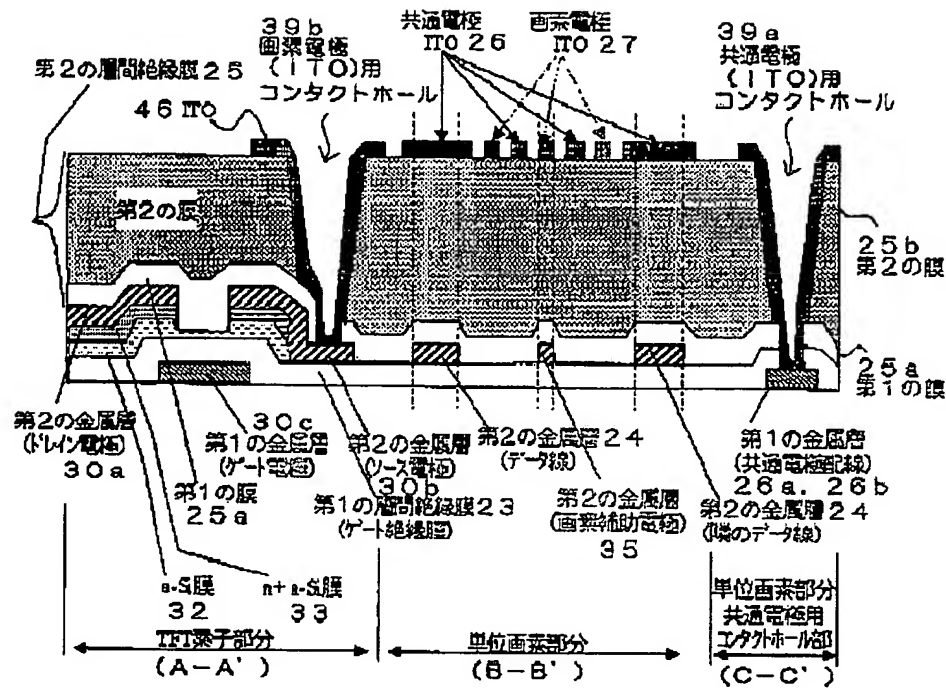 39b
画素電極
(ITO)用
コンタクトホール
共通電極
ITO 26
画素電極
ITO 27
39a
共通電極
(ITO)用
コンタクトホール
第2の層間絶縁膜25
46 ITO
第2の膜
25b
第2の膜
25a
第1の膜
第2の金属層
(ドレイン電極)
30a
30c
第1の金属層
(ゲート電極)
第1の膜
25a
第2の金属層
(ソース電極)
30b
第1の層間絶縁膜23
(ゲート絶縁膜)
第2の金属層24
(データ線)
第2の金属層
(画素補助電極)
35
第1の金属層
(共通電極配線)
26a. 26b
第2の金属層24
(隣のデータ線)
a-Si膜
32
n+a-Si膜
33
TFT素子部分
(A-A')
単位画素部分
(B-B')
単位画素部分
共通電極用
コンタクトホール部
(C-C')